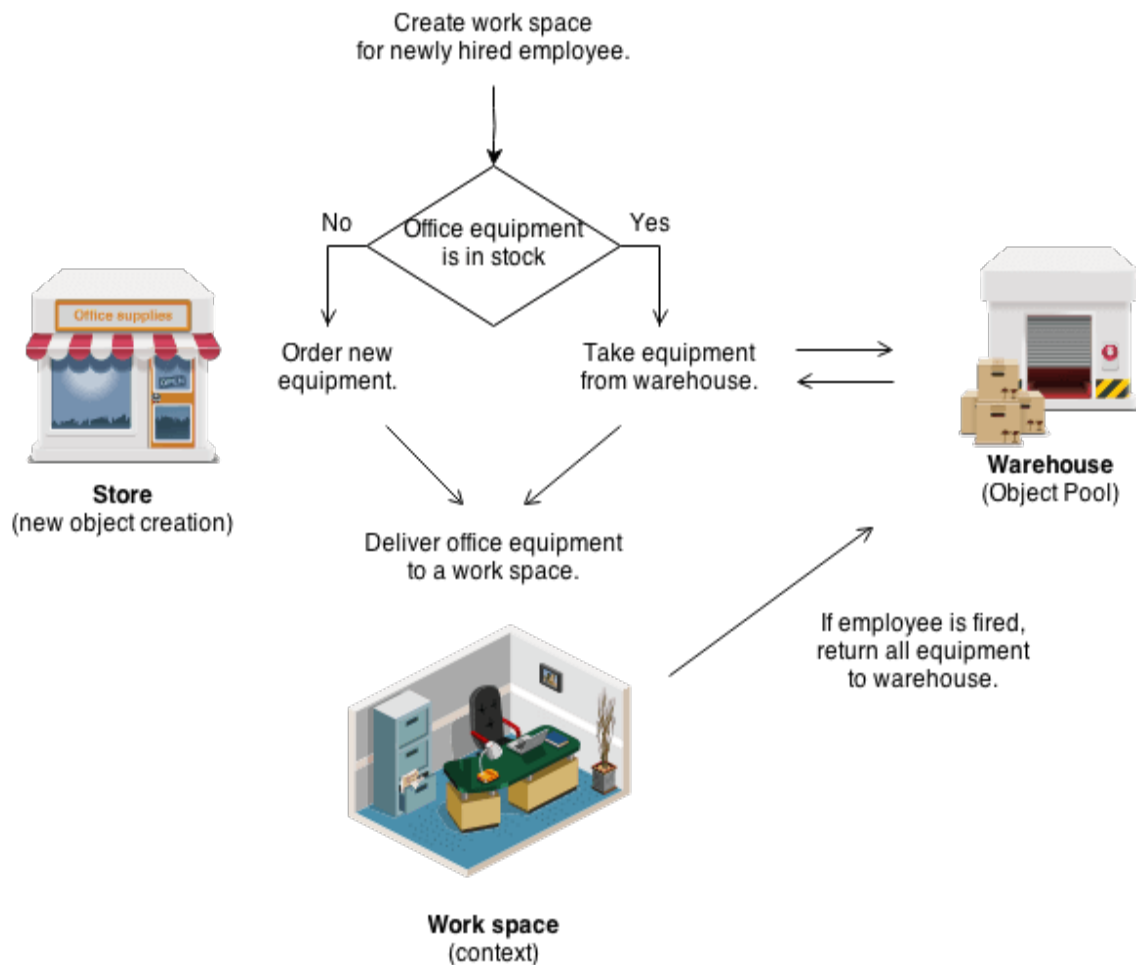 Create work space
for newly hired employee.
No
Yes
Office equipment
is in stock
Office supplies
OPEN
Order new
equipment.
Take equipment
from warehouse.
Store
(new object creation)
Warehouse
(Object Pool)
Deliver office equipment
to a work space.
If employee is fired,
return all equipment
to warehouse.
Work space
(context)